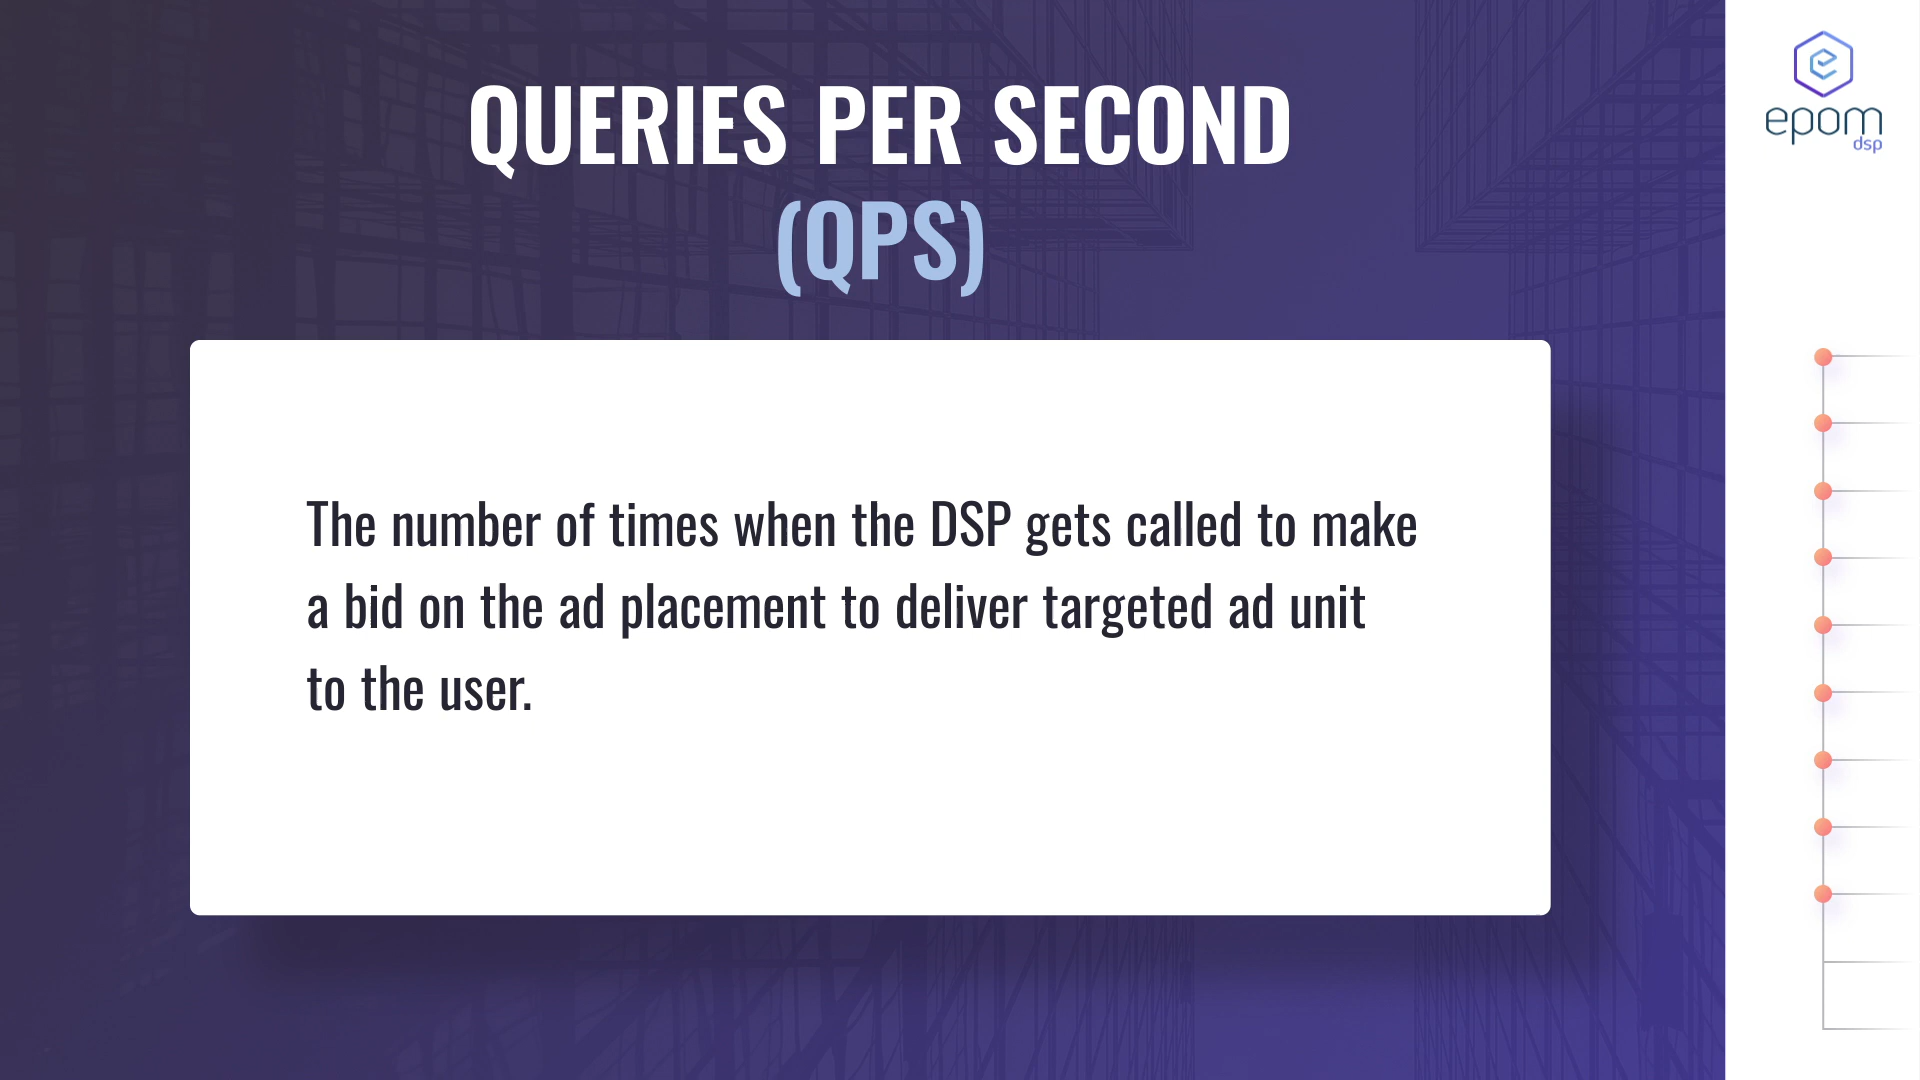 QUERIES PER SECOND
(QPS)
The number of times when the DSP gets called to make
a bid on the ad placement to deliver targeted ad unit
to the user.
epom
dsp